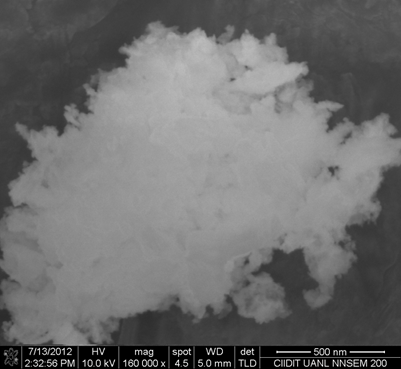 7/13/2012 HV mag spot WD det 500 nm
2:32:56 PM 10.0 kV 160 000 x 4.5 5.0 mm TLD CIIDIT UANL NNSEM 200